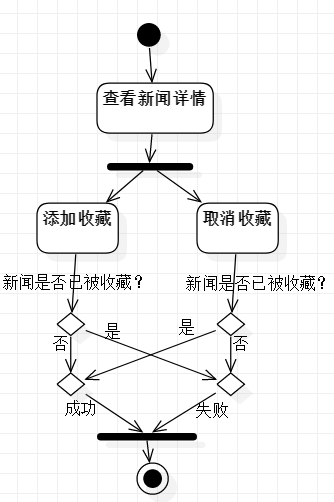 查看新闻详情
添加收藏
取消收藏
新闻是否已被收藏？
新闻是否已被收藏？
否
是
是
否
成功
失败